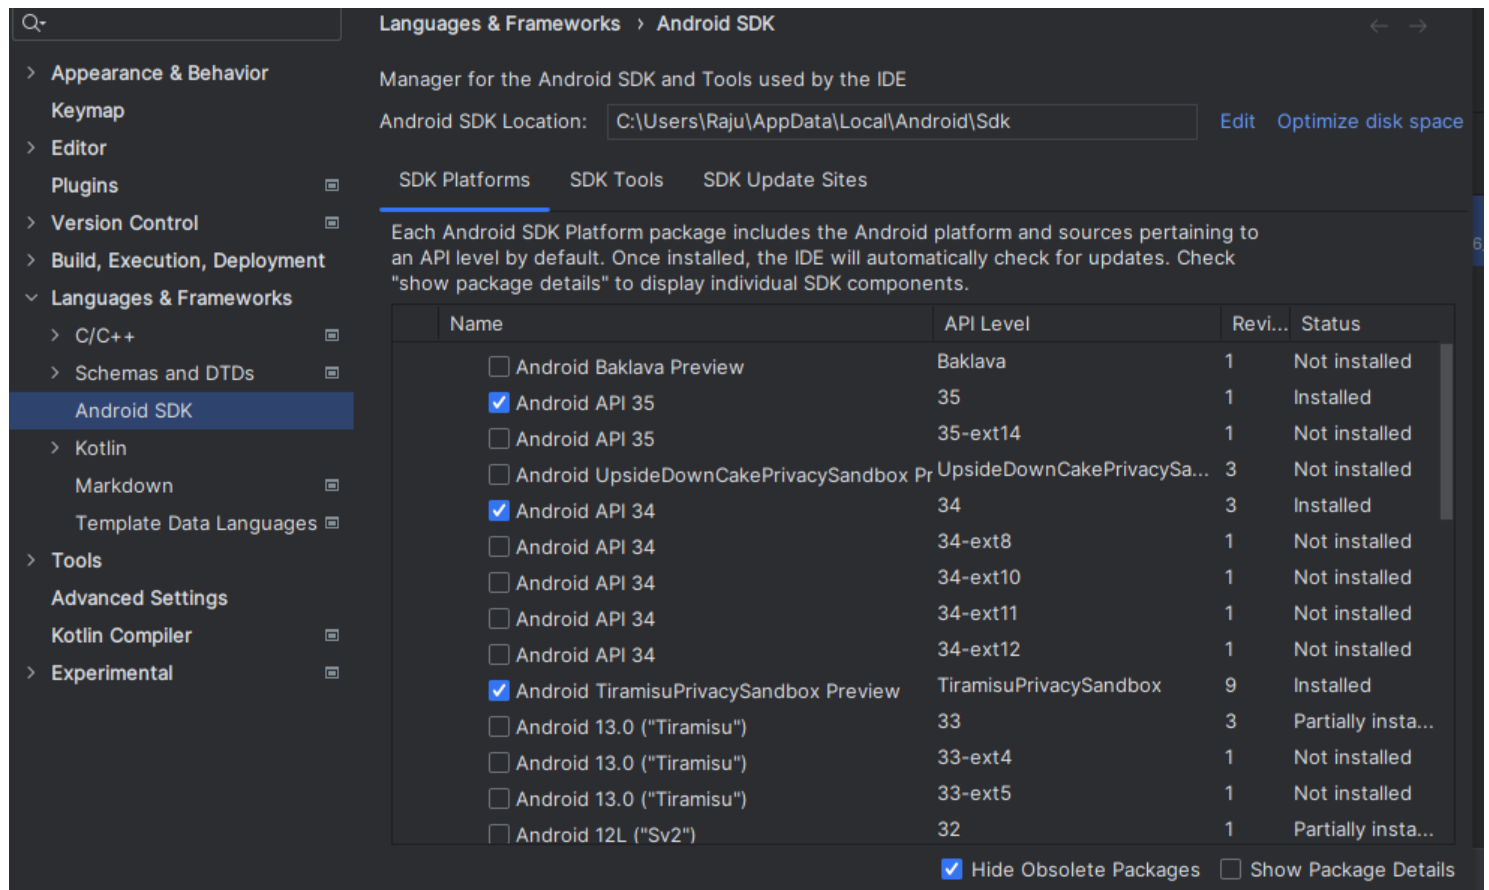 Languages & Frameworks › Android SDK
Appearance & Behavior
Keymap
Editor
Plugins
Version Control
Build, Execution, Deployment
Languages & Frameworks
C/C++
Schemas and DTDs
Android SDK
Kotlin
Markdown
Template Data Languages
Tools
Advanced Settings
Kotlin Compiler
Experimental
Manager for the Android SDK and Tools used by the IDE
Android SDK Location: C:\Users\Raju\AppData\Local\Android\Sdk Edit Optimize disk space
SDK Platforms SDK Tools SDK Update Sites
Each Android SDK Platform package includes the Android platform and sources pertaining to
an API level by default. Once installed, the IDE will automatically check for updates. Check
"show package details" to display individual SDK components.
Name API Level Revi... Status
Android Baklava Preview Baklava 1 Not installed
Android API 35 35 1 Installed
Android API 35 35-ext14 1 Not installed
Android UpsideDownCakePrivacySandbox Pr UpsideDownCakePrivacySa... 3 Not installed
Android API 34 34 3 Installed
Android API 34 34-ext8 1 Not installed
Android API 34 34-ext10 1 Not installed
Android API 34 34-ext11 1 Not installed
Android API 34 34-ext12 1 Not installed
Android TiramisuPrivacySandbox Preview TiramisuPrivacySandbox 9 Installed
Android 13.0 ("Tiramisu") 33 3 Partially insta...
Android 13.0 ("Tiramisu") 33-ext4 1 Not installed
Android 13.0 ("Tiramisu") 33-ext5 1 Not installed
Android 12L ("Sv2") 32 1 Partially insta...
Hide Obsolete Packages Show Package Details